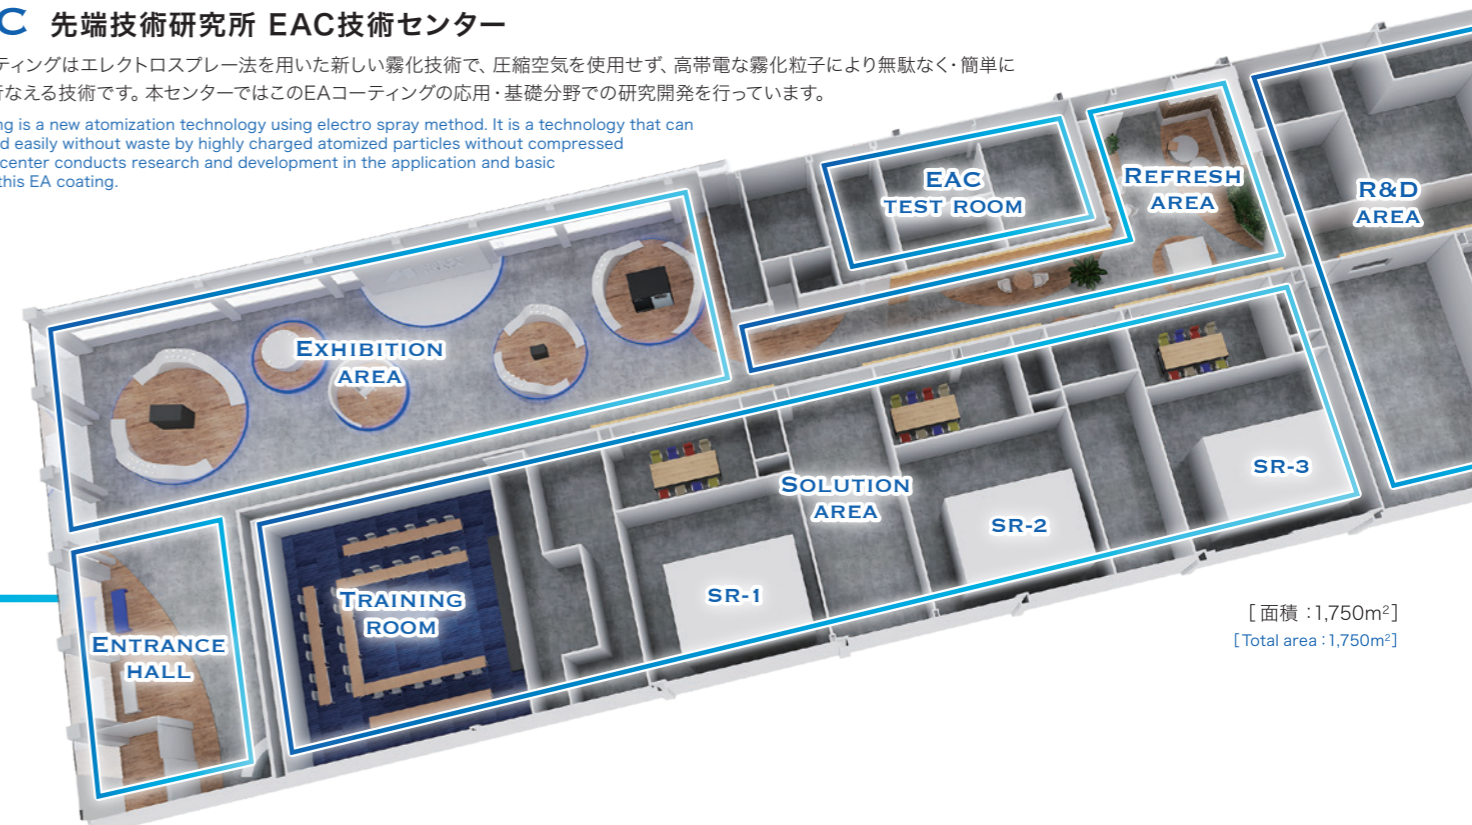 C 先端技術研究所 EAC技術センター
ティングはエレクトロスプレー法を用いた新しい霧化技術で、圧縮空気を使用せず、高帯電な霧化粒子により無駄なく・簡単に
行なえる技術です。本センターではこのEAコーティングの応用・基礎分野での研究開発を行っています。
ng is a new atomization technology using electro spray method. It is a technology that can
d easily without waste by highly charged atomized particles without compressed
center conducts research and development in the application and basic
this EA coating.
EAC
TEST ROOM
REFRESH
AREA
R&D
AREA
EXHIBITION
AREA
SOLUTION
AREA
SR-3
SR-2
SR-1
TRAINING
ROOM
ENTRANCE
HALL
[面積：1,750m²]
[Total area：1,750m²]